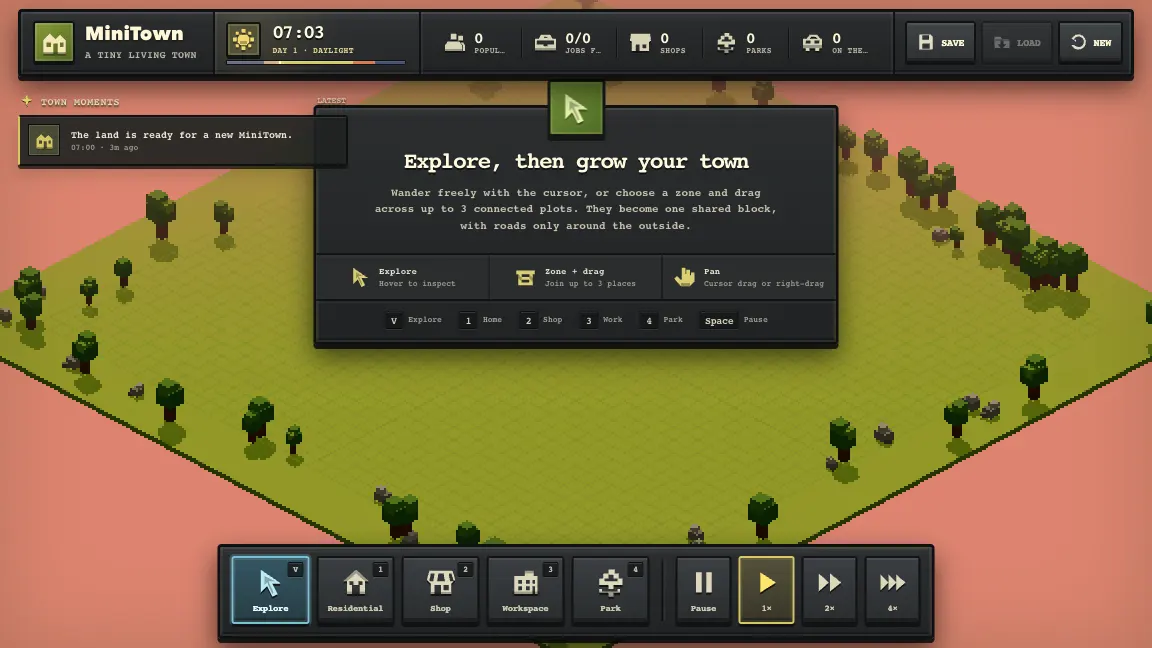 MiniTown
A TINY LIVING TOWN
07:03
DAY 1 · DAYLIGHT
0
POPUL…
0/0
JOBS F…
0
SHOPS
0
PARKS
0
ON THE…
SAVE
LOAD
NEW
TOWN MOMENTS
LATEST
The land is ready for a new MiniTown.
07:00 · 3m ago
Explore, then grow your town
Wander freely with the cursor, or choose a zone and drag
across up to 3 connected plots. They become one shared block,
with roads only around the outside.
Explore
Hover to inspect
Zone + drag
Join up to 3 places
Pan
Cursor drag or right-drag
V Explore 1 Home 2 Shop 3 Work 4 Park Space Pause
V
Explore
1
Residential
2
Shop
3
Workspace
4
Park
Pause
1×
2×
4×